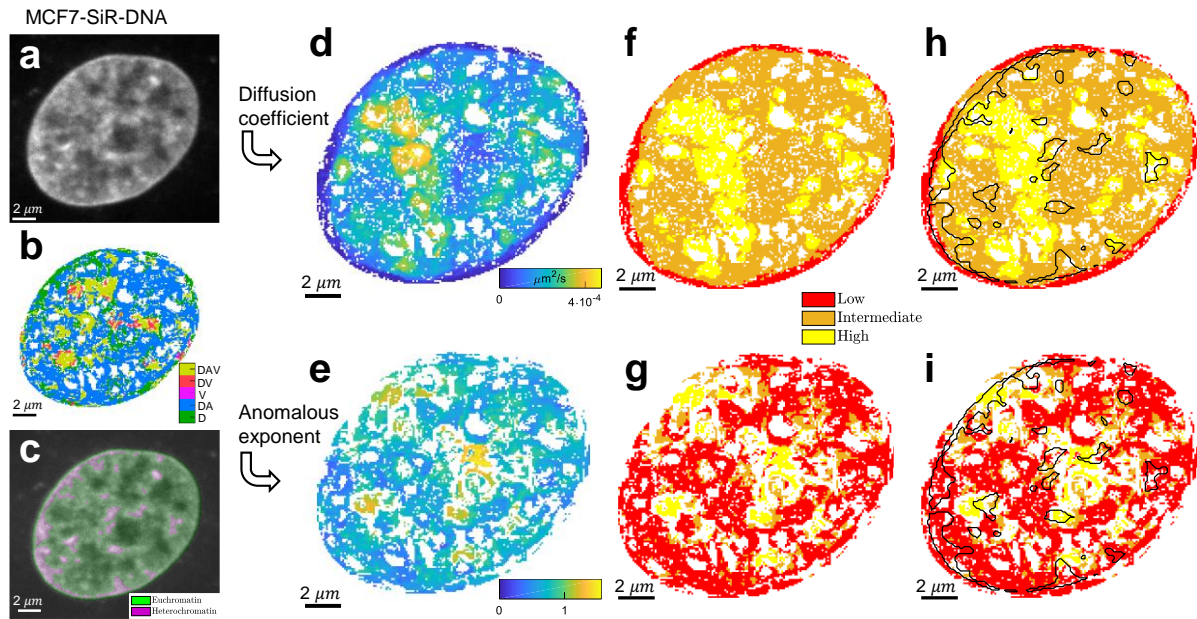 MCF7-SiR-DNA
a
2 μm
b
DAV
DV
V
DA
D
2 μm
c
2 μm
Euchromatin
Heterochromatin
Diffusion
coefficient
Anomalous
exponent
d
2 μm
μm²/s
0
4·10⁻⁴
e
2 μm
0
1
f
2 μm
Low
Intermediate
High
g
2 μm
h
2 μm
i
2 μm